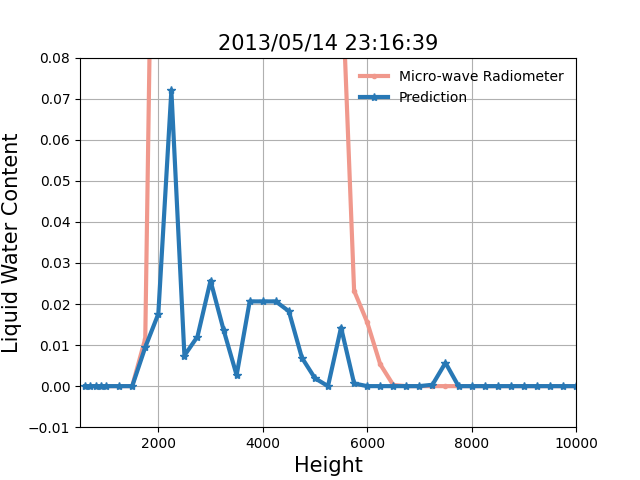 2013/05/14 23:16:39
Micro-wave Radiometer
Prediction
Liquid Water Content
0.08
0.07
0.06
0.05
0.04
0.03
0.02
0.01
0.00
−0.01
2000 4000 6000 8000 10000
Height